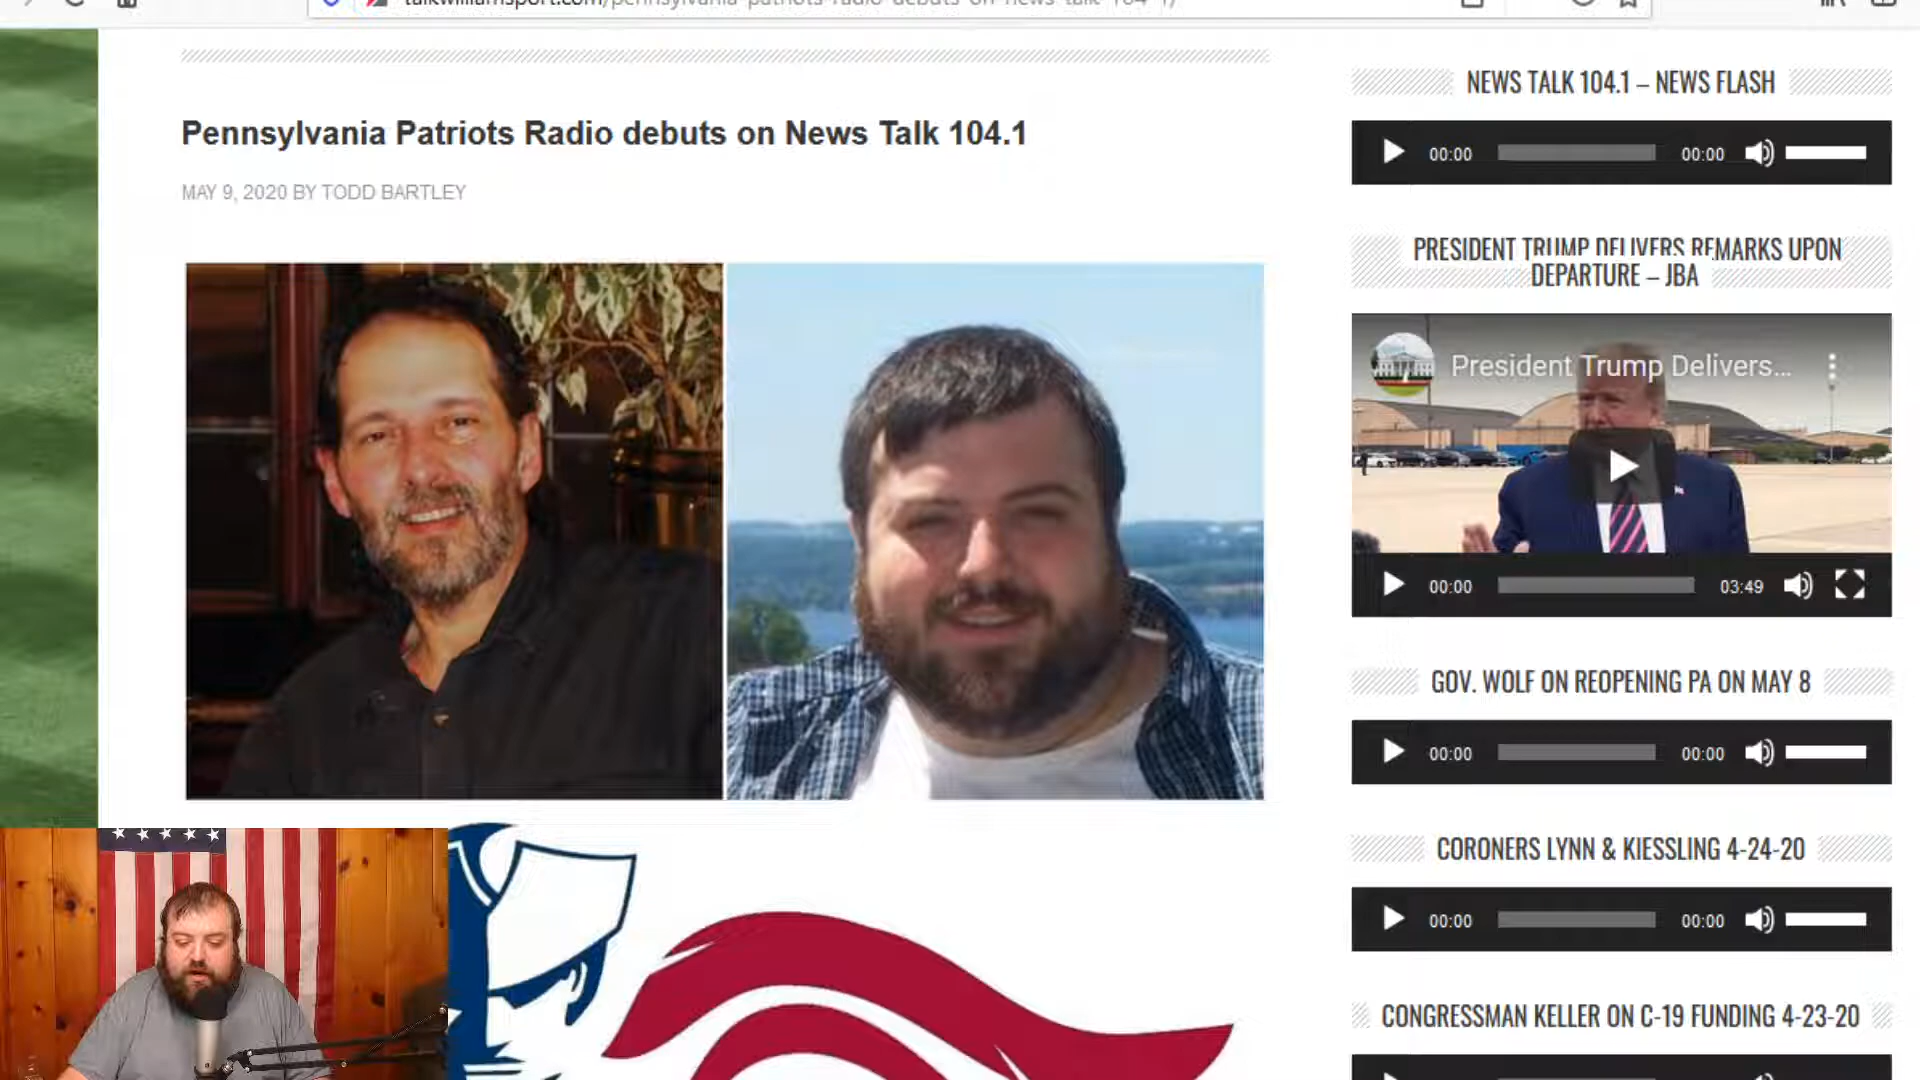 Pennsylvania Patriots Radio debuts on News Talk 104.1
MAY 9, 2020 BY TODD BARTLEY
NEWS TALK 104.1 – NEWS FLASH
00:00 00:00
PRESIDENT TRUMP DELIVERS REMARKS UPON
DEPARTURE – JBA
President Trump Delivers...
00:00 03:49
GOV. WOLF ON REOPENING PA ON MAY 8
00:00 00:00
CORONERS LYNN & KIESSLING 4-24-20
00:00 00:00
CONGRESSMAN KELLER ON C-19 FUNDING 4-23-20